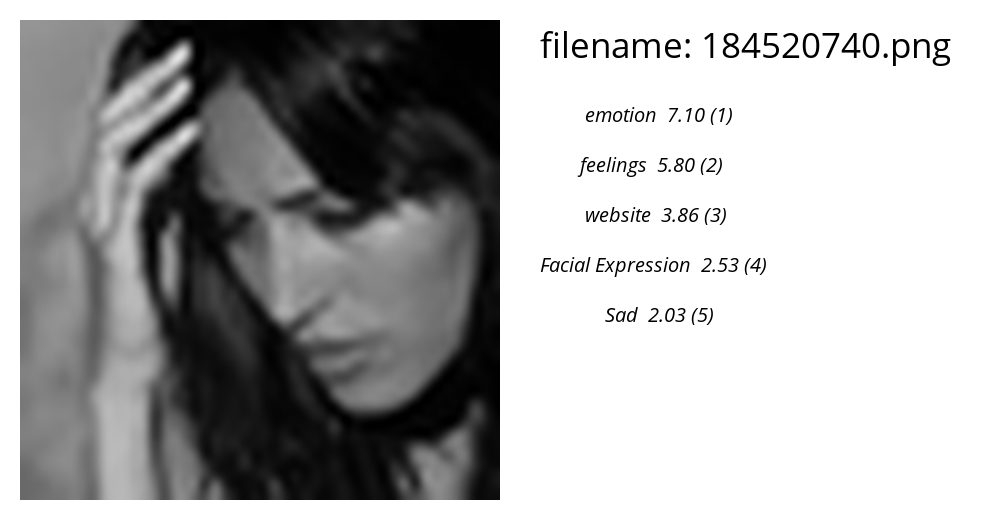 filename: 184520740.png
emotion 7.10 (1)
feelings 5.80 (2)
website 3.86 (3)
Facial Expression 2.53 (4)
Sad 2.03 (5)